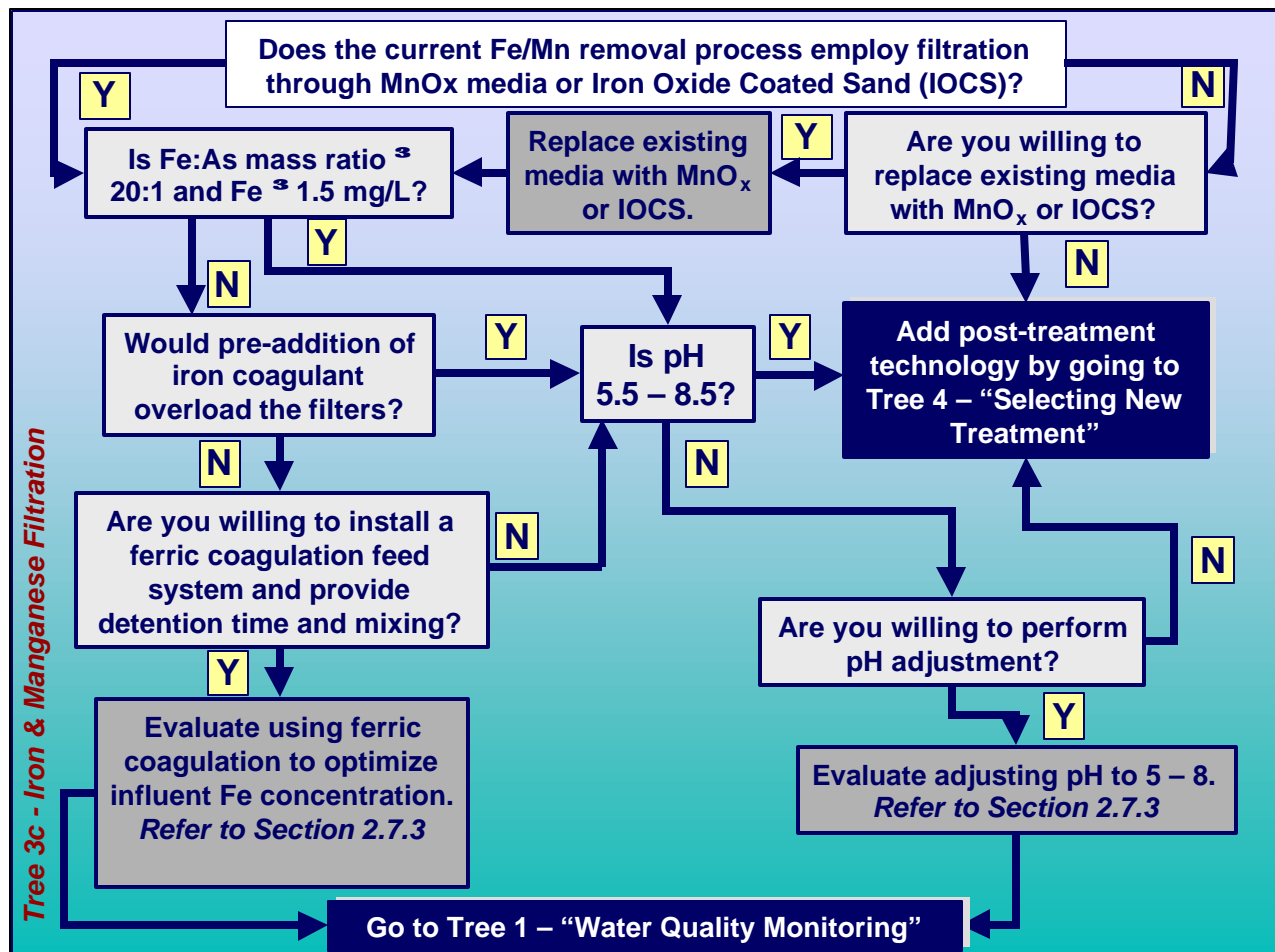 Does the current Fe/Mn removal process employ filtration
through MnOx media or Iron Oxide Coated Sand (IOCS)?
Y
N
Is Fe:As mass ratio ³
20:1 and Fe ³ 1.5 mg/L?
Replace existing
media with MnOx
or IOCS.
Y
Are you willing to
replace existing media
with MnOx or IOCS?
Y
N
N
Would pre-addition of
iron coagulant
overload the filters?
Y
Is pH
5.5 – 8.5?
Y
Add post-treatment
technology by going to
Tree 4 – “Selecting New
Treatment”
N
N
Are you willing to install a
ferric coagulation feed
system and provide
detention time and mixing?
N
Are you willing to perform
pH adjustment?
N
Y
Y
Evaluate using ferric
coagulation to optimize
influent Fe concentration.
Refer to Section 2.7.3
Evaluate adjusting pH to 5 – 8.
Refer to Section 2.7.3
Go to Tree 1 – “Water Quality Monitoring”
Tree 3c - Iron & Manganese Filtration